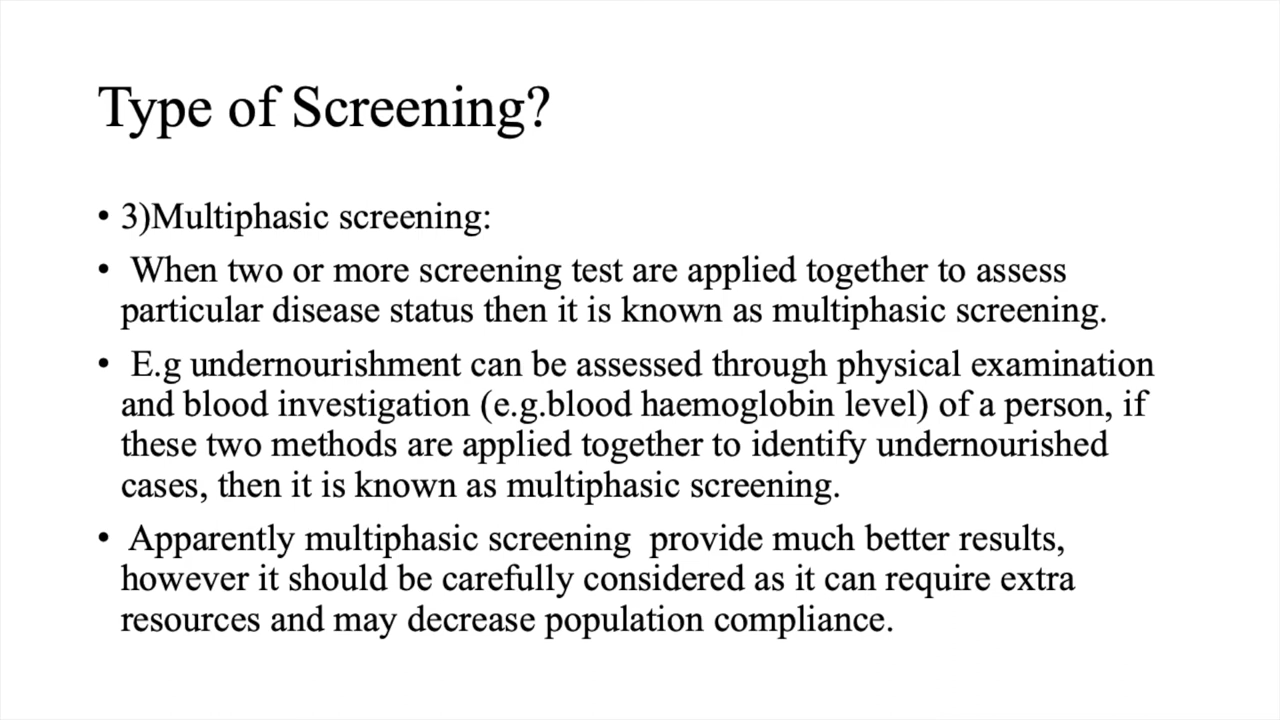 Type of Screening?
• 3)Multiphasic screening:
• When two or more screening test are applied together to assess
particular disease status then it is known as multiphasic screening.
• E.g undernourishment can be assessed through physical examination
and blood investigation (e.g.blood haemoglobin level) of a person, if
these two methods are applied together to identify undernourished
cases, then it is known as multiphasic screening.
• Apparently multiphasic screening  provide much better results,
however it should be carefully considered as it can require extra
resources and may decrease population compliance.